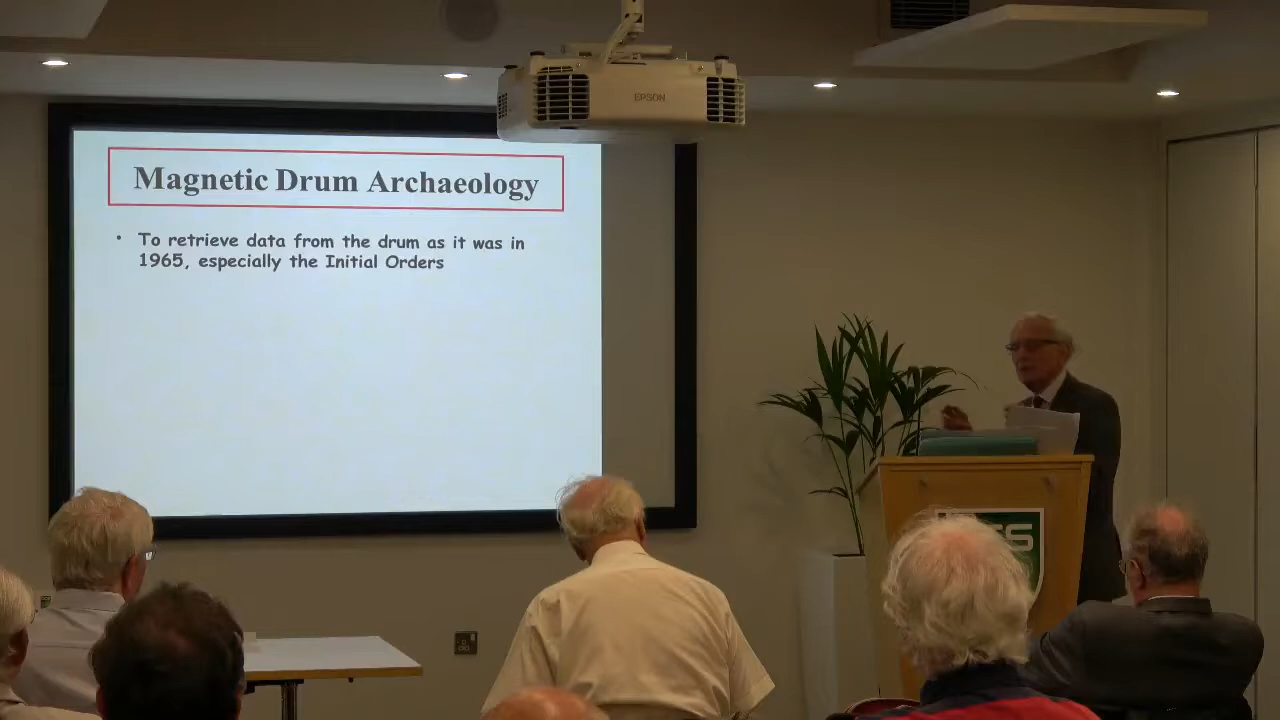 EPSON
Magnetic Drum Archaeology
• To retrieve data from the drum as it was in
1965, especially the Initial Orders